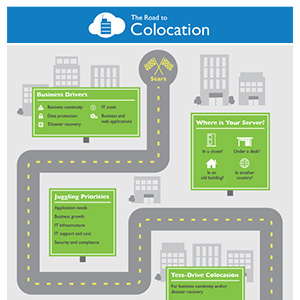 The Road to
Colocation
Start
Business Drivers
Business continuity
Data protection
Disaster recovery
IT costs
Business and
web applications
Where is Your Server?
In a closet?
Under a desk?
In an
old building?
In another
country?
Juggling Priorities
Application needs
Business growth
IT infrastructure
IT support and cost
Security and compliance
Test-Drive Colocation
For business continuity and/or
disaster recovery